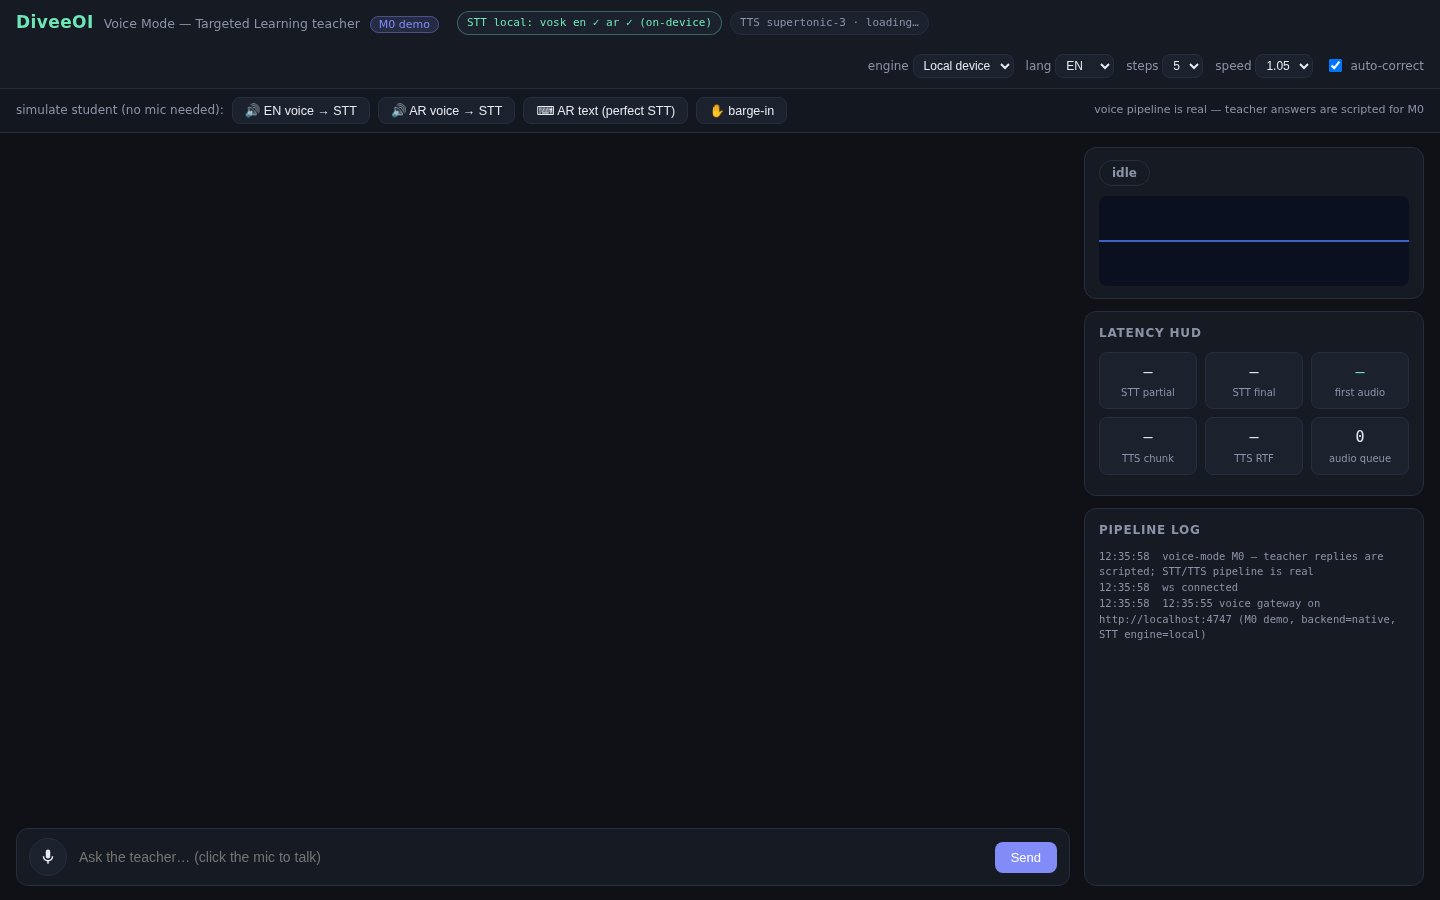 DiveeOI Voice Mode — Targeted Learning teacher M0 demo STT local: vosk en ✓ ar ✓ (on-device) TTS supertonic-3 · loading…
engine Local device lang EN steps 5 speed 1.05 auto-correct
simulate student (no mic needed): 🔊 EN voice → STT 🔊 AR voice → STT ⌨ AR text (perfect STT) ✋ barge-in voice pipeline is real — teacher answers are scripted for M0
idle
LATENCY HUD
— — —
STT partial STT final first audio
— — 0
TTS chunk TTS RTF audio queue
PIPELINE LOG
12:35:58 voice-mode M0 — teacher replies are
scripted; STT/TTS pipeline is real
12:35:58 ws connected
12:35:58 12:35:55 voice gateway on
http://localhost:4747 (M0 demo, backend=native,
STT engine=local)
Ask the teacher… (click the mic to talk) Send